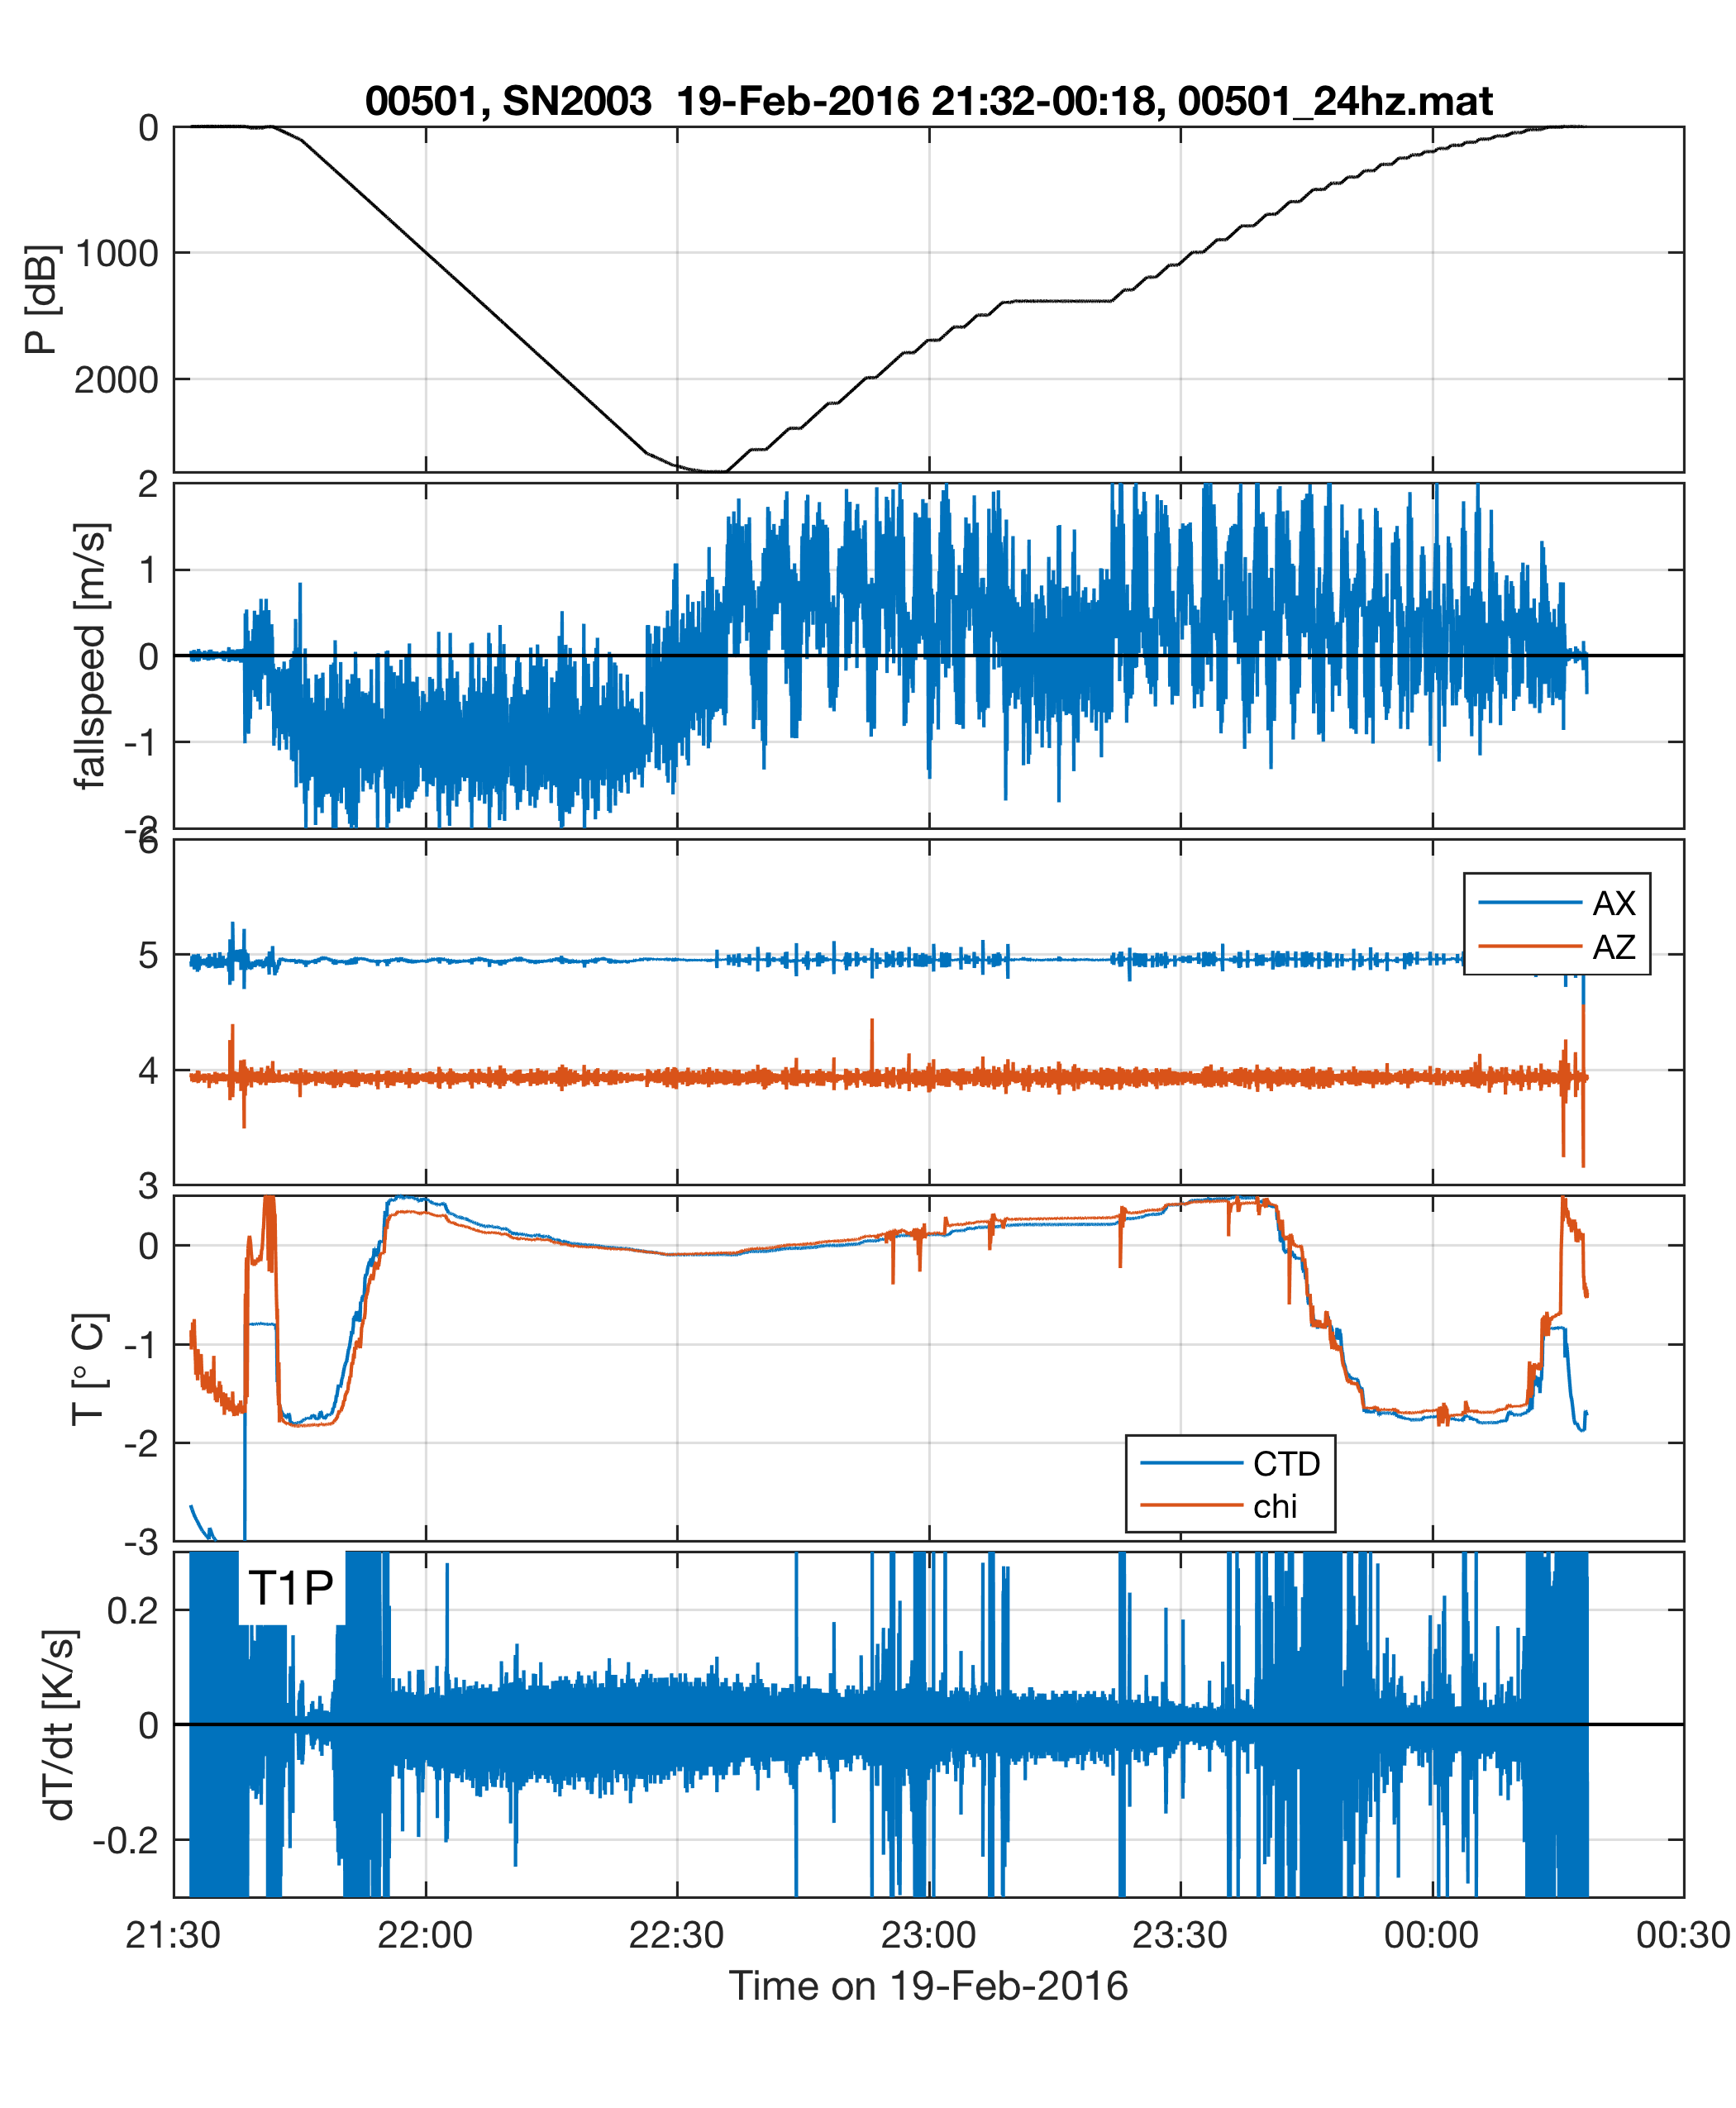 00501, SN2003  19-Feb-2016 21:32-00:18, 00501_24hz.mat
0
1000
2000
P [dB]
2
1
0
-1
-2
fallspeed [m/s]
6
5
4
3
AX
AZ
3
0
-1
-2
-3
T [° C]
CTD
chi
T1P
0.2
0
-0.2
dT/dt [K/s]
21:30
22:00
22:30
23:00
23:30
00:00
00:30
Time on 19-Feb-2016